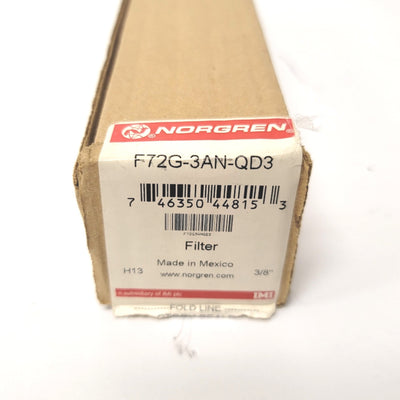 NORGREN
F72G-3AN-QD3
7 46350 44815 3
Filter
Made in Mexico
H13 www.norgren.com 3/8"
a subsidiary of IMI plc IMI
FOLD LINE